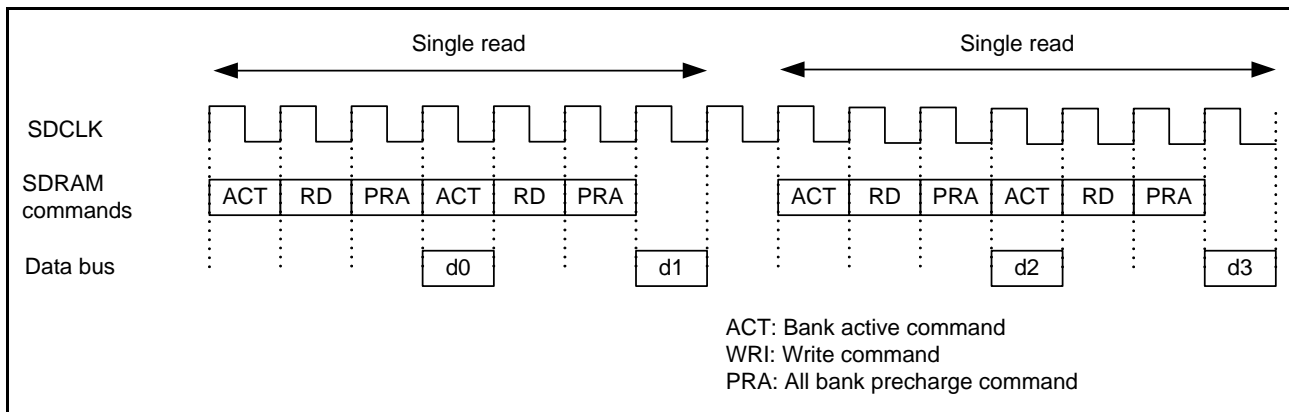 Single read Single read
SDCLK
SDRAM commands ACT RD PRA ACT RD PRA ACT RD PRA ACT RD PRA
Data bus d0 d1 d2 d3
ACT: Bank active command
WRI: Write command
PRA: All bank precharge command